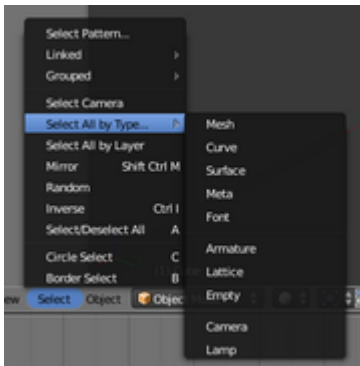 Select Pattern...
Linked
Grouped
Select Camera
Select All by Type...
Select All by Layer
Mirror Shift Ctrl M
Random
Inverse Ctrl I
Select/Deselect All A
Circle Select C
Border Select B
Mesh
Curve
Surface
Meta
Font
Armature
Lattice
Empty
Camera
Lamp
Select Object Objec